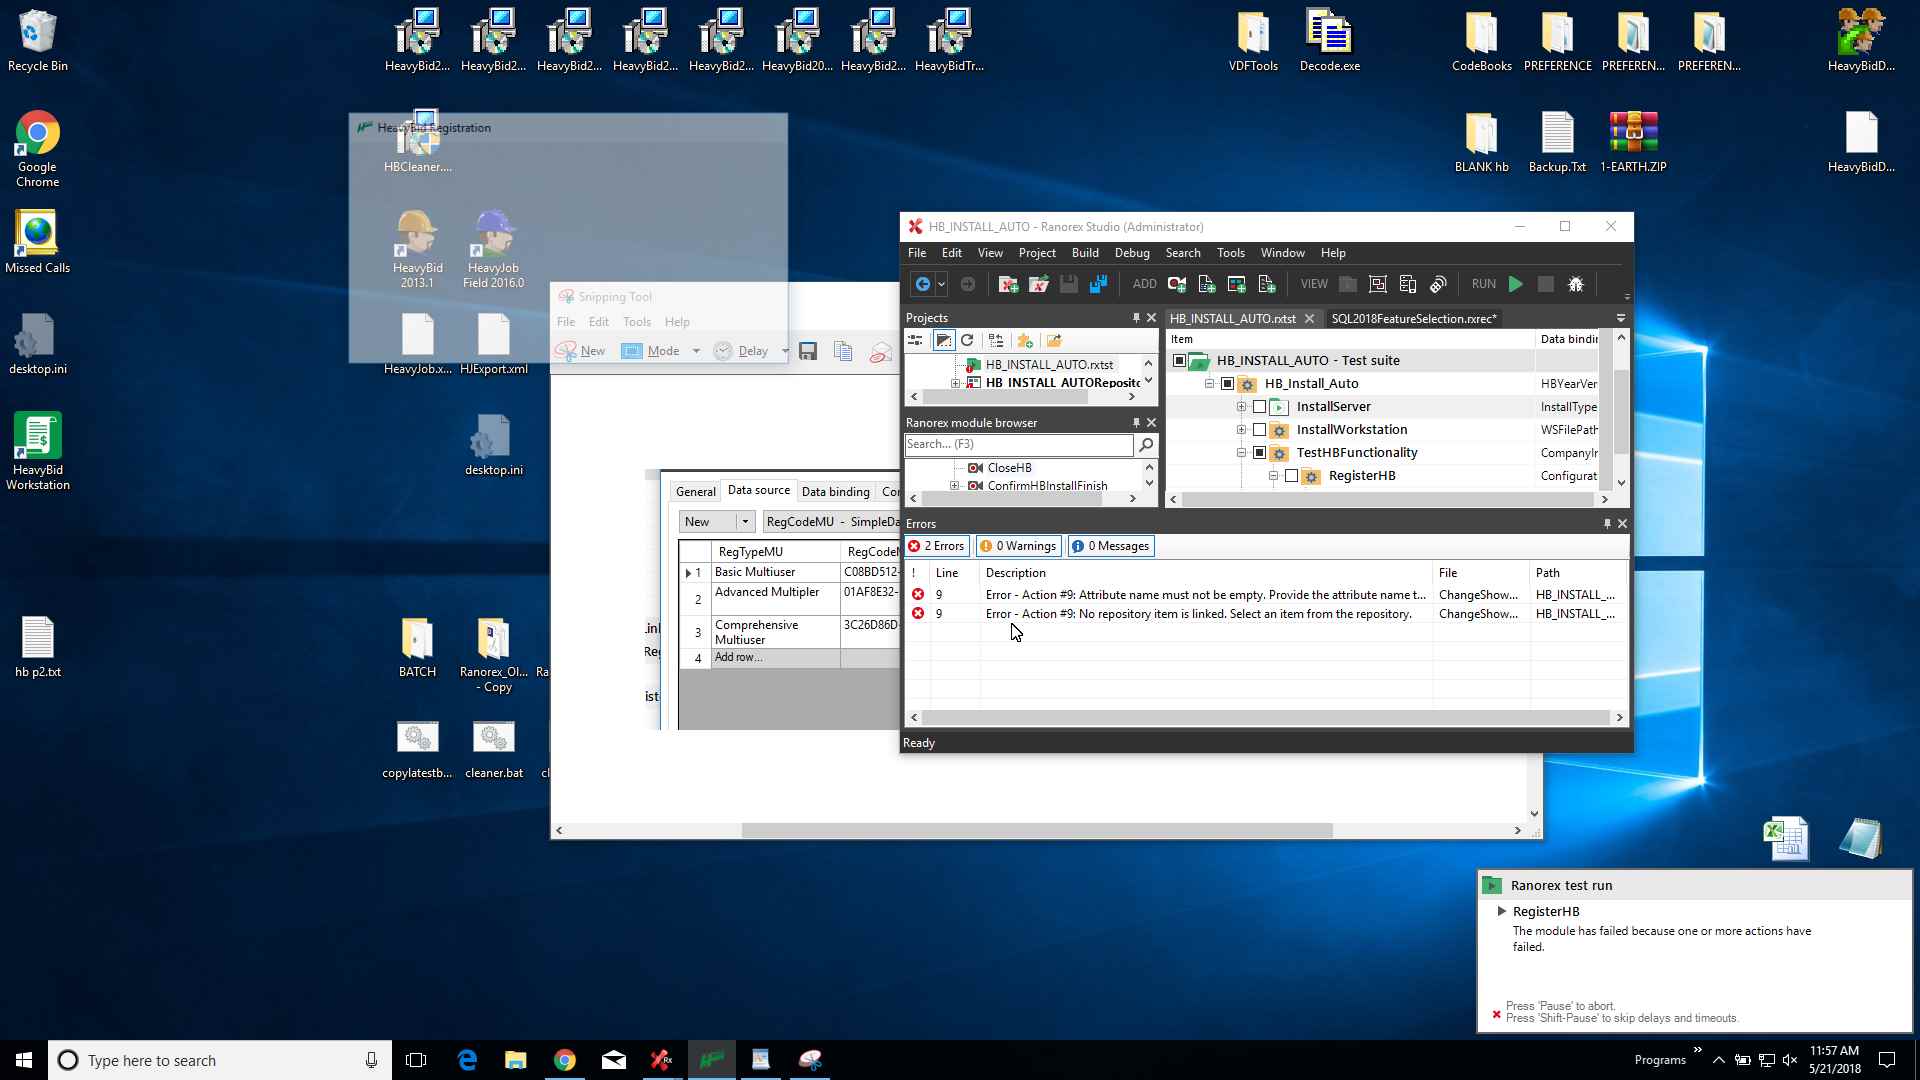 Recycle Bin
HeavyBid2...
HeavyBid2...
HeavyBid2...
HeavyBid2...
HeavyBid2...
HeavyBid20...
HeavyBid2...
HeavyBidTr...
VDFTools
Decode.exe
CodeBooks
PREFERENCE
PREFEREN...
PREFEREN...
HeavyBidD...
HeavyBid Registration
Google
Chrome
HBCleaner....
BLANK hb
Backup.Txt
1-EARTH.ZIP
HeavyBidD...
Missed Calls
HeavyBid
2013.1
HeavyJob
Field 2016.0
desktop.ini
HeavyJob.x...
HJExport.xml
Snipping Tool
File Edit Tools Help
New Mode Delay
HeavyBid
Workstation
desktop.ini
hb p2.txt
BATCH
Ranorex_Ol...
- Copy
Ra
copylatestb...
cleaner.bat
cl
General Data source Data binding Cor
New
RegCodeMU - SimpleDa
RegTypeMU
1 Basic Multiuser C08BD512-
2 Advanced Multipler 01AF8E32-
3 Comprehensive
Multiuser
3C26D86D-
4 Add row...
HB_INSTALL_AUTO - Ranorex Studio (Administrator)
File Edit View Project Build Debug Search Tools Window Help
ADD VIEW RUN
Projects
HB_INSTALL_AUTO.rxtst
HB_INSTALL_AUTOReposito
HB_INSTALL_AUTO.rxtst SQL2018FeatureSelection.rxrec*
Item Data bindin
HB_INSTALL_AUTO - Test suite
HB_Install_Auto HBYearVer
InstallServer InstallType
InstallWorkstation WSFilePath
TestHBFunctionality CompanyIn
RegisterHB Configurat
Ranorex module browser
Search... (F3)
CloseHB
ConfirmHBInstallFinish
Errors
2 Errors 0 Warnings 0 Messages
! Line Description File Path
9 Error - Action #9: Attribute name must not be empty. Provide the attribute name t... ChangeShow... HB_INSTALL_...
9 Error - Action #9: No repository item is linked. Select an item from the repository. ChangeShow... HB_INSTALL_...
Ready
Ranorex test run
RegisterHB
The module has failed because one or more actions have
failed.
Press 'Pause' to abort.
Press 'Shift-Pause' to skip delays and timeouts.
Type here to search
Programs
11:57 AM
5/21/2018